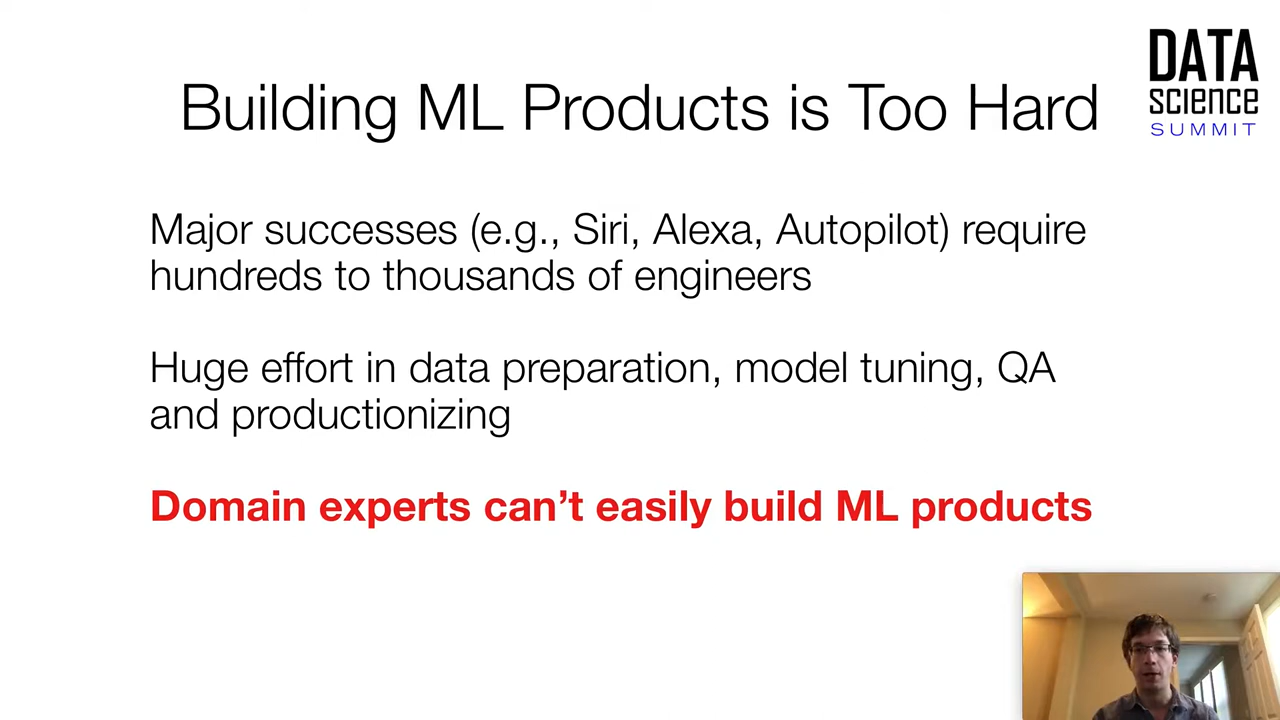 Building ML Products is Too Hard
DATA
science
SUMMIT
Major successes (e.g., Siri, Alexa, Autopilot) require
hundreds to thousands of engineers
Huge effort in data preparation, model tuning, QA
and productionizing
Domain experts can’t easily build ML products